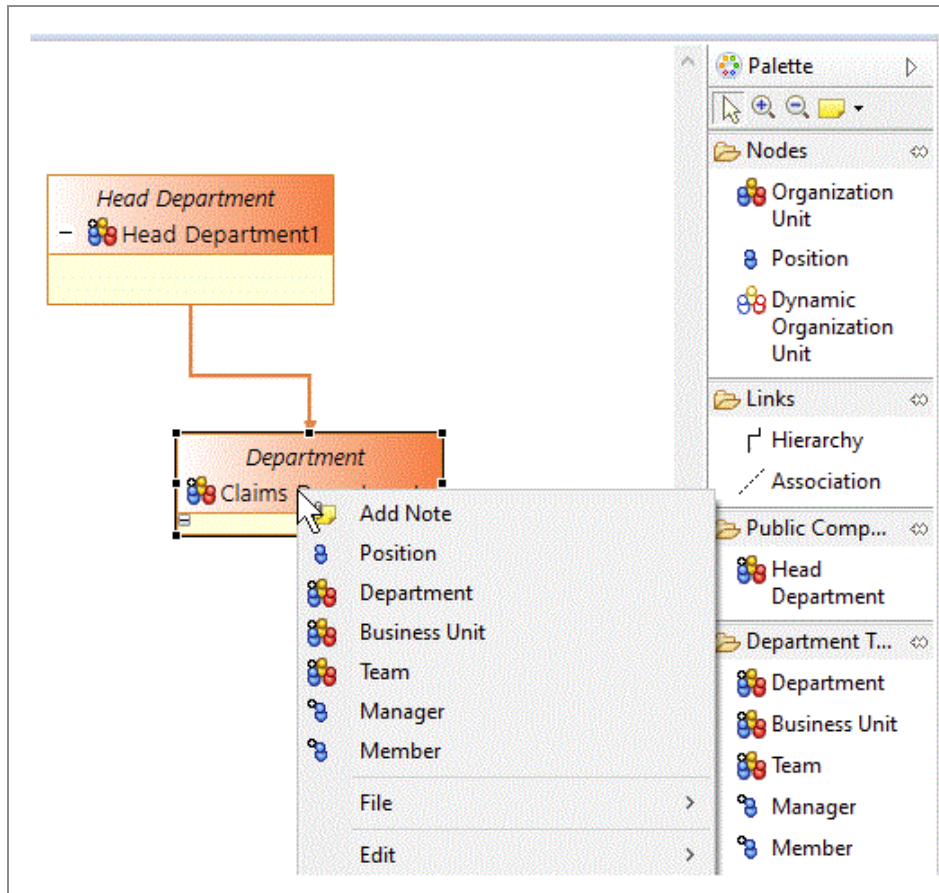 Palette
Nodes
Organization
Unit
Position
Dynamic
Organization
Unit
Links
Hierarchy
Association
Public Comp...
Head
Department
Department T...
Department
Business Unit
Team
Manager
Member
Head Department
Head Department1
Department
Claims
Add Note
Position
Department
Business Unit
Team
Manager
Member
File
Edit